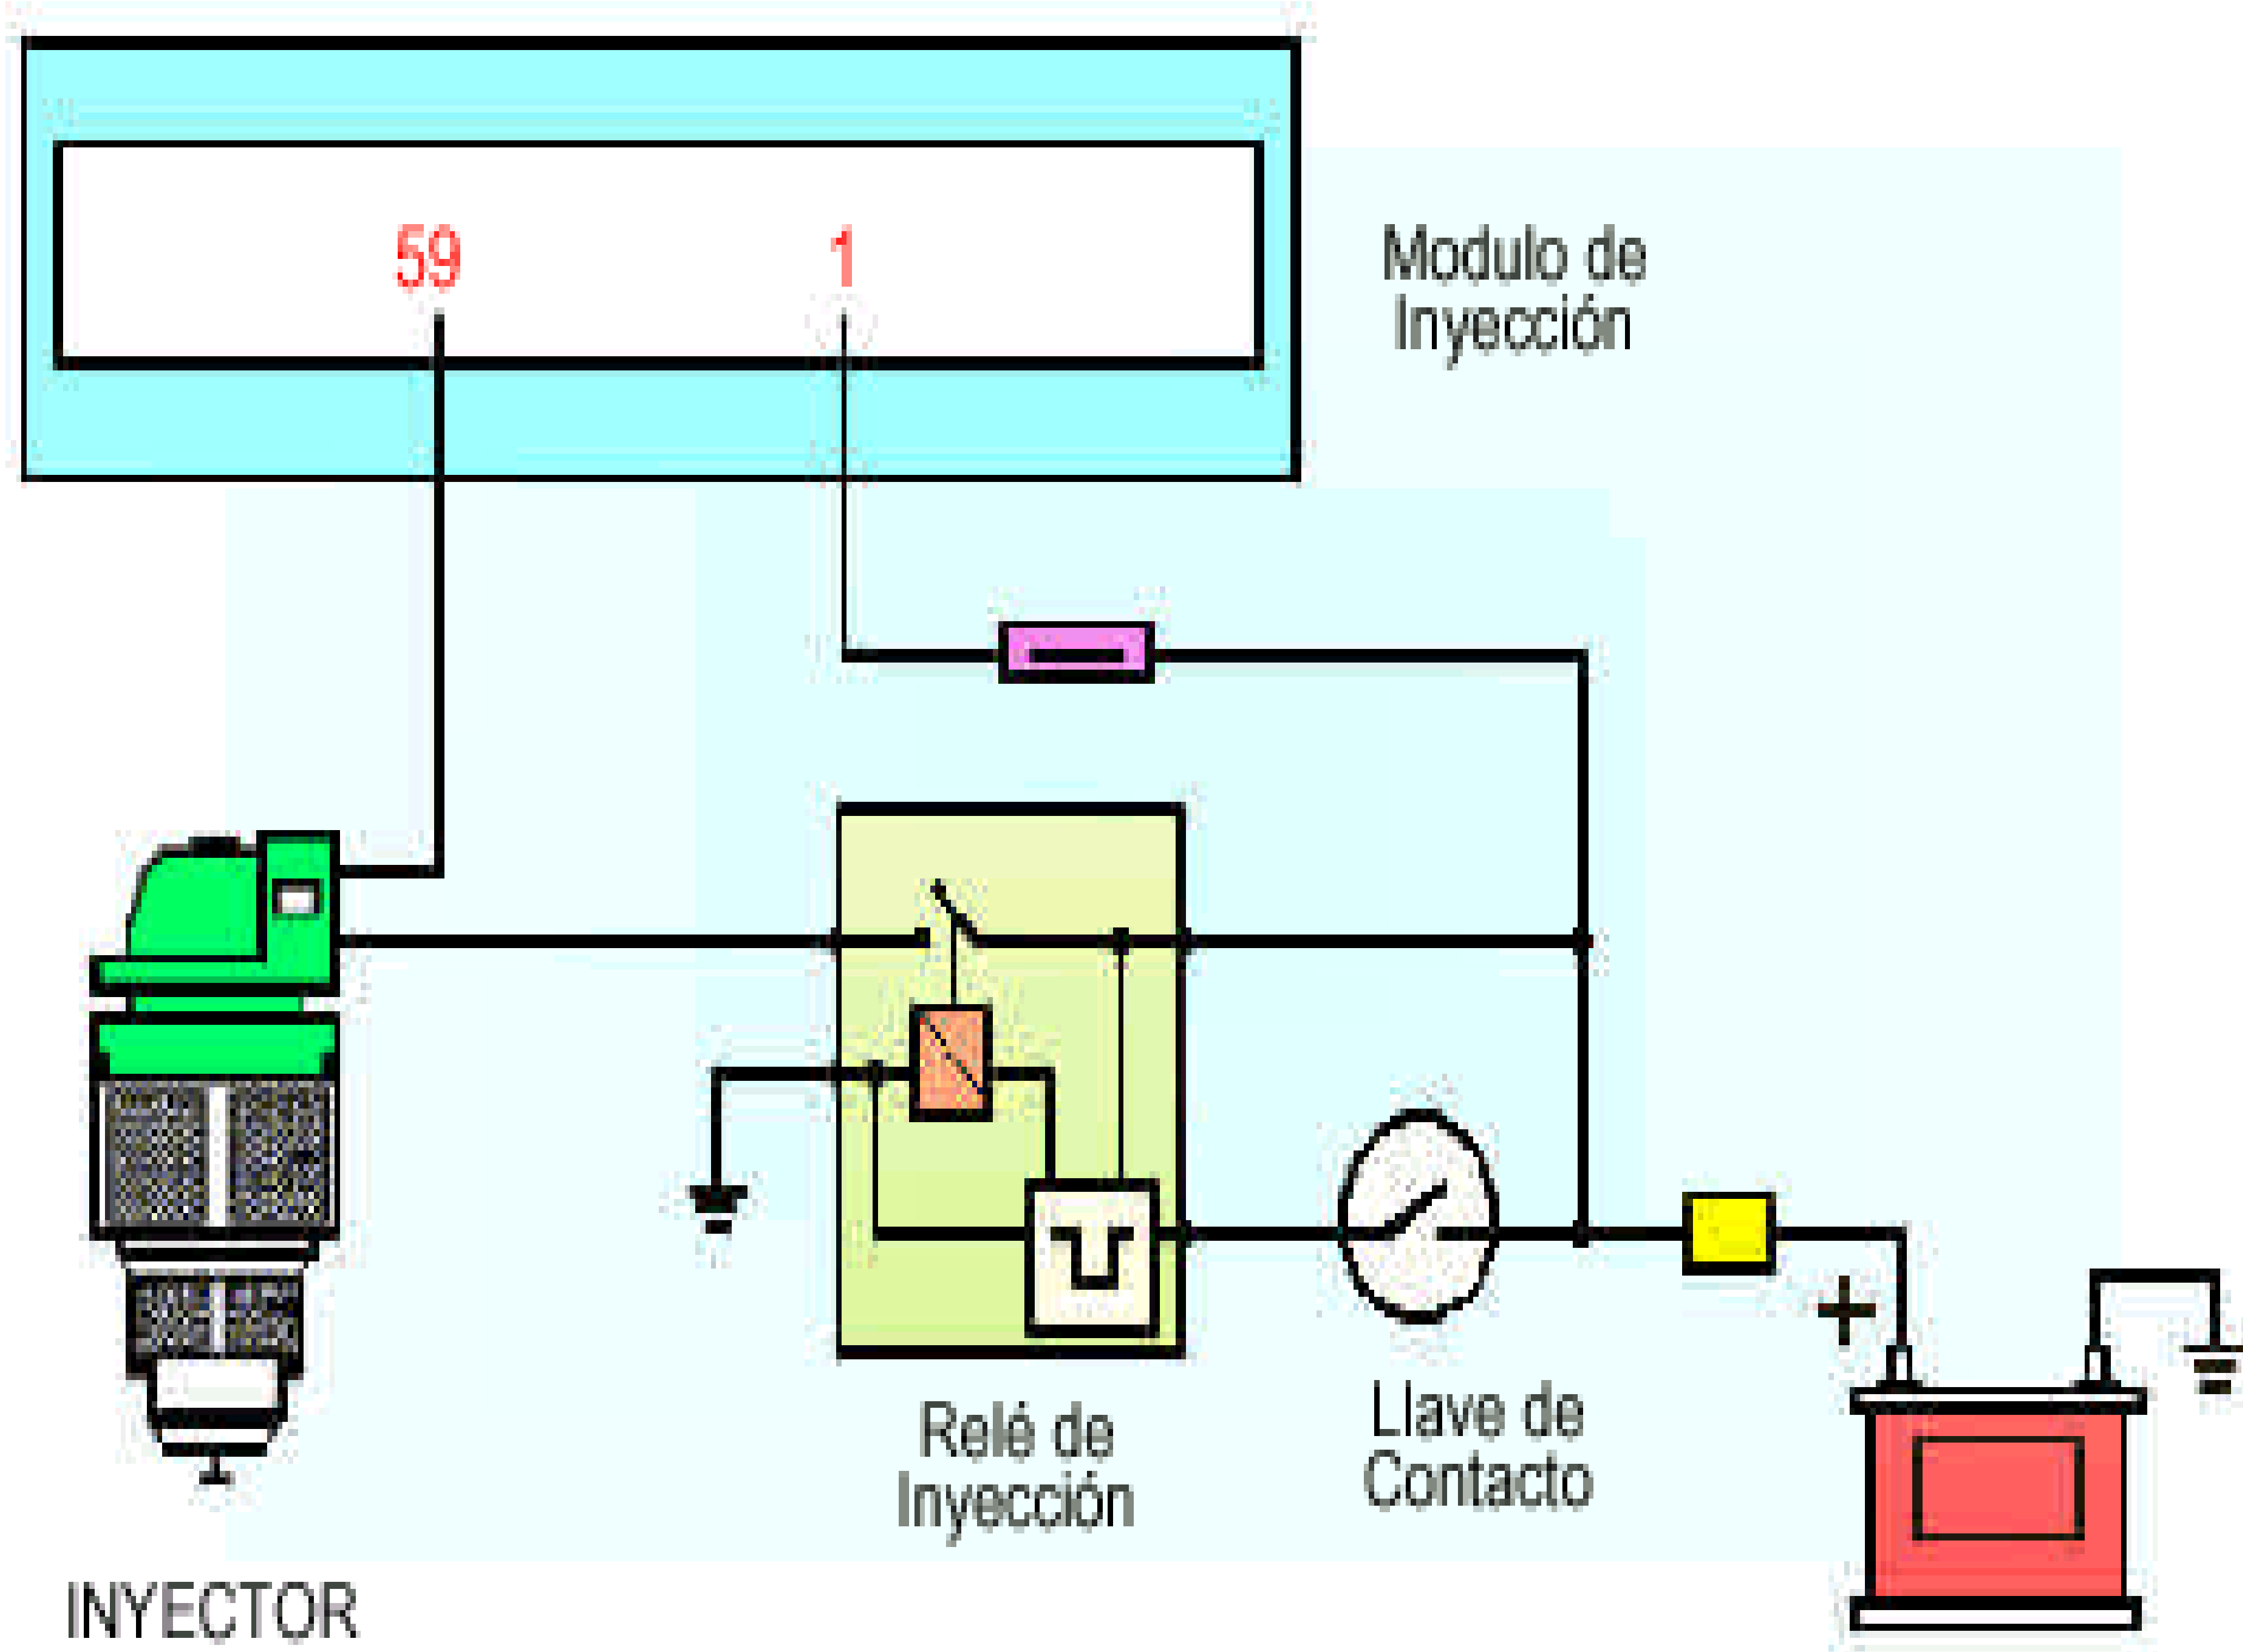 59
1
Modulo de
Inyección
+
Relé de
Inyección
Llave de
Contacto
INYECTOR